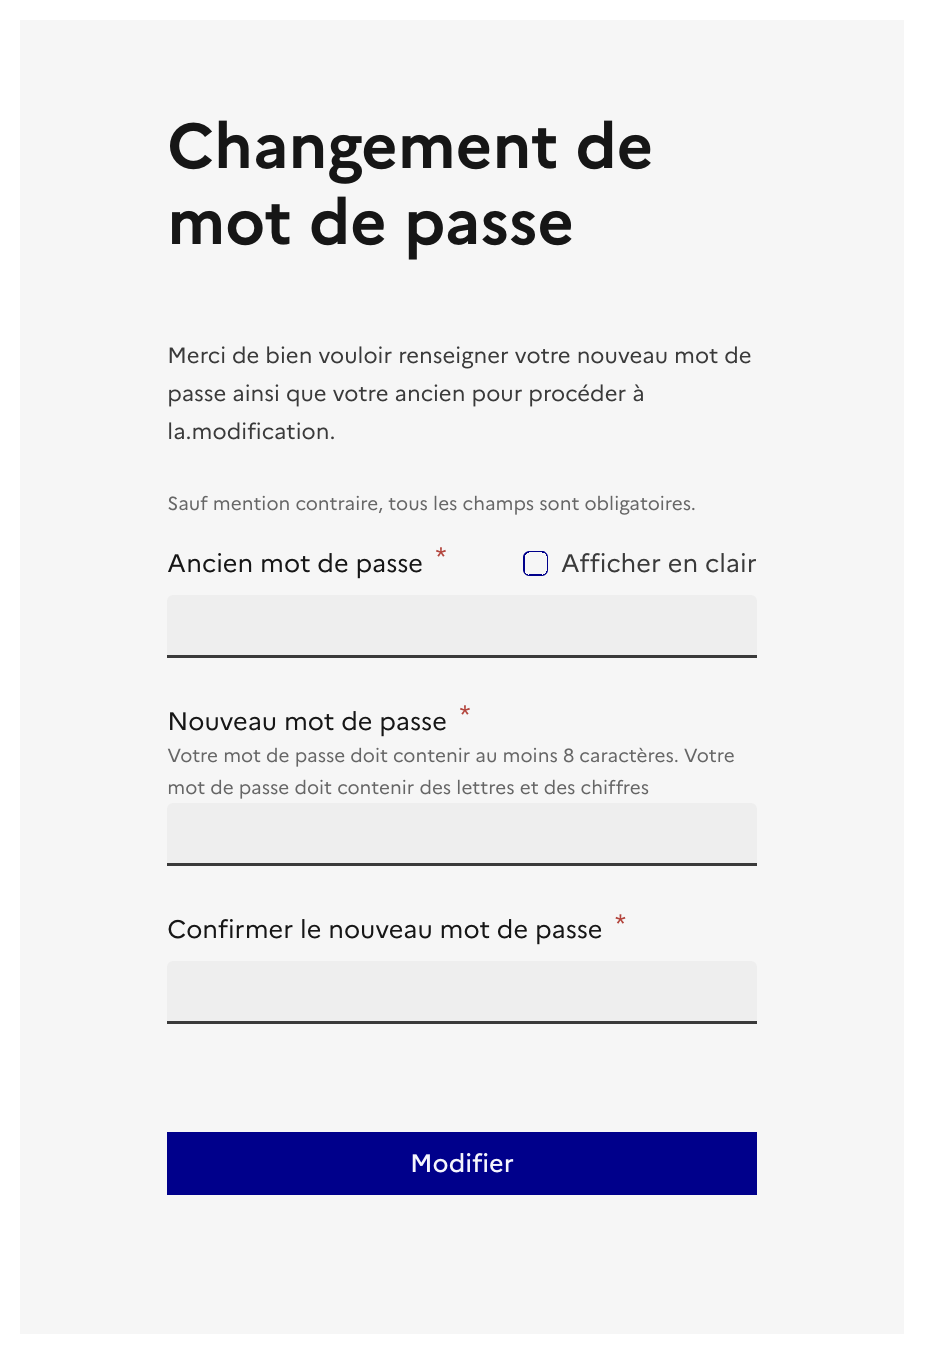 Changement de
mot de passe
Merci de bien vouloir renseigner votre nouveau mot de
passe ainsi que votre ancien pour procéder à
la.modification.
Sauf mention contraire, tous les champs sont obligatoires.
Ancien mot de passe * Afficher en clair
Nouveau mot de passe *
Votre mot de passe doit contenir au moins 8 caractères. Votre
mot de passe doit contenir des lettres et des chiffres
Confirmer le nouveau mot de passe *
Modifier